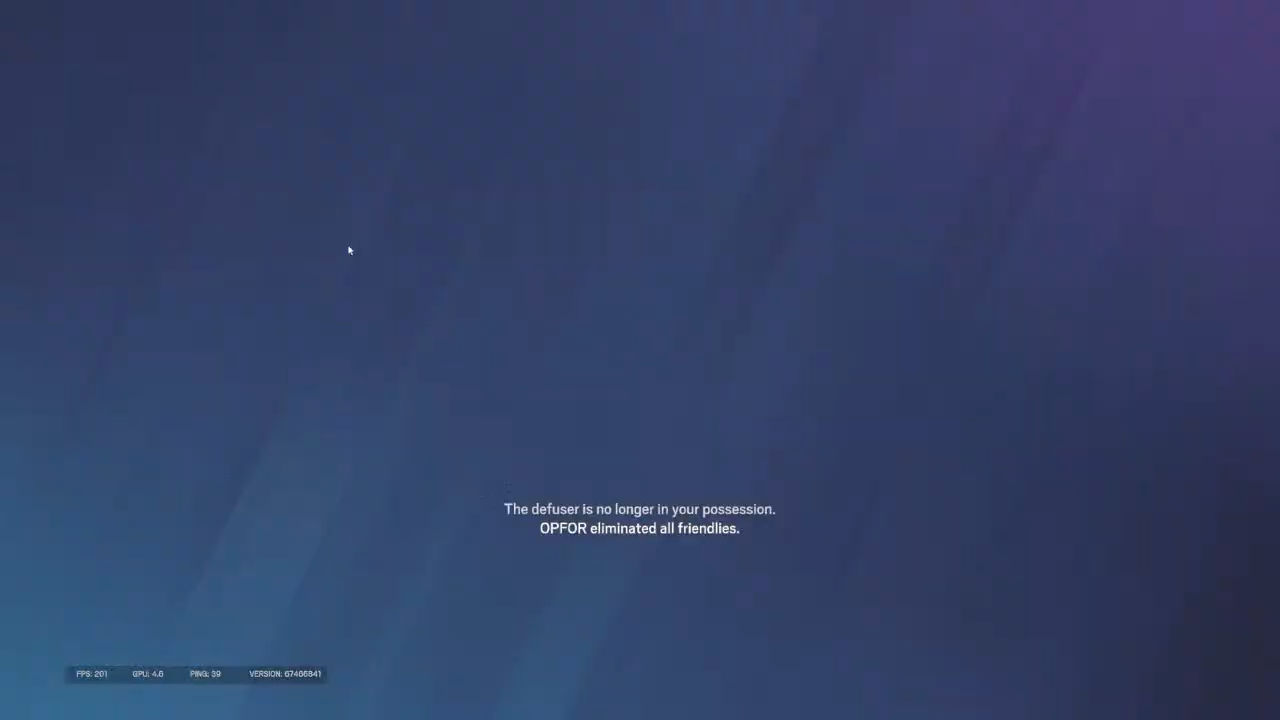 The defuser is no longer in your possession.
OPFOR eliminated all friendlies.
FPS: 201 GPU: 4.6 PING: 39 VERSION: G7466841